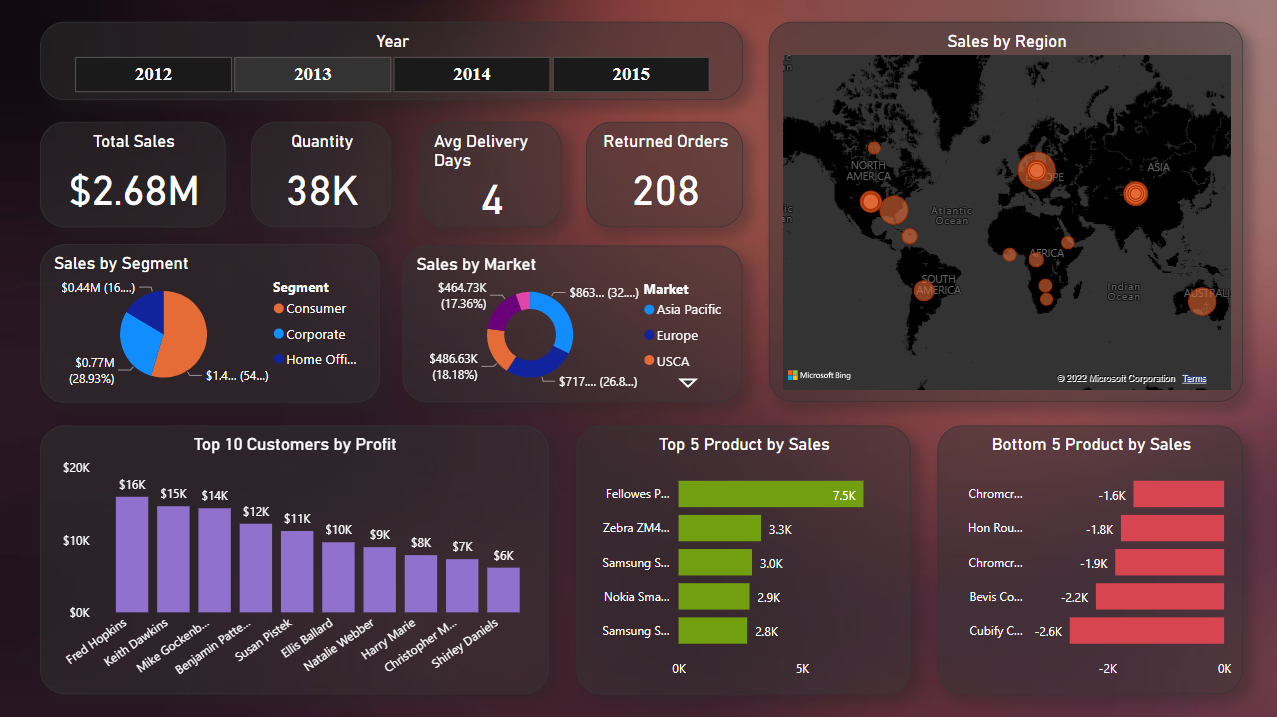 Year
2012
2013
2014
2015
Total Sales
$2.68M
Quantity
38K
Avg Delivery
Days
4
Returned Orders
208
Sales by Region
NORTH
AMERICA
EUROPE
ASIA
Atlantic
Ocean
AFRICA
SOUTH
AMERICA
Indian
Ocean
AUSTRALI
Microsoft Bing
© 2022 Microsoft Corporation Terms
Sales by Segment
$0.44M (16....)
$0.77M
(28.93%)
$1.4... (54...)
Segment
Consumer
Corporate
Home Offi...
Sales by Market
$464.73K
(17.36%)
$863... (32....)
$486.63K
(18.18%)
$717.... (26.8...)
Market
Asia Pacific
Europe
USCA
Top 10 Customers by Profit
$20K
$10K
$0K
$16K
$15K
$14K
$12K
$11K
$10K
$9K
$8K
$7K
$6K
Fred Hopkins
Keith Dawkins
Mike Gockenb...
Benjamin Patte...
Susan Pistek
Ellis Ballard
Natalie Webber
Harry Marie
Christopher M...
Shirley Daniels
Top 5 Product by Sales
Fellowes P... 7.5K
Zebra ZM4... 3.3K
Samsung S... 3.0K
Nokia Sma... 2.9K
Samsung S... 2.8K
0K 5K
Bottom 5 Product by Sales
Chromcr... -1.6K
Hon Rou... -1.8K
Chromcr... -1.9K
Bevis Co... -2.2K
Cubify C... -2.6K
-2K 0K